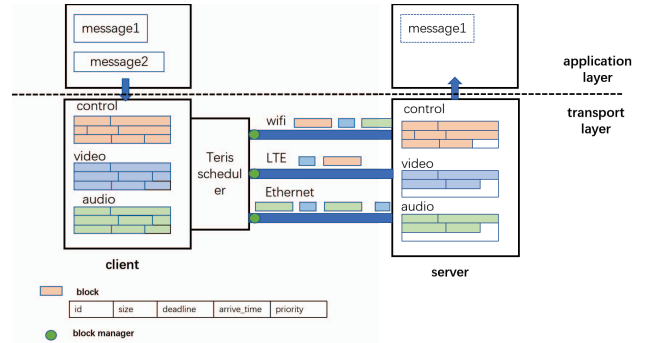 message1
message2
message1
application
layer
transport
layer
control
video
audio
Teris
schedul
er
wifi
LTE
Ethernet
control
video
audio
client
server
block
id size deadline arrive_time priority
block manager